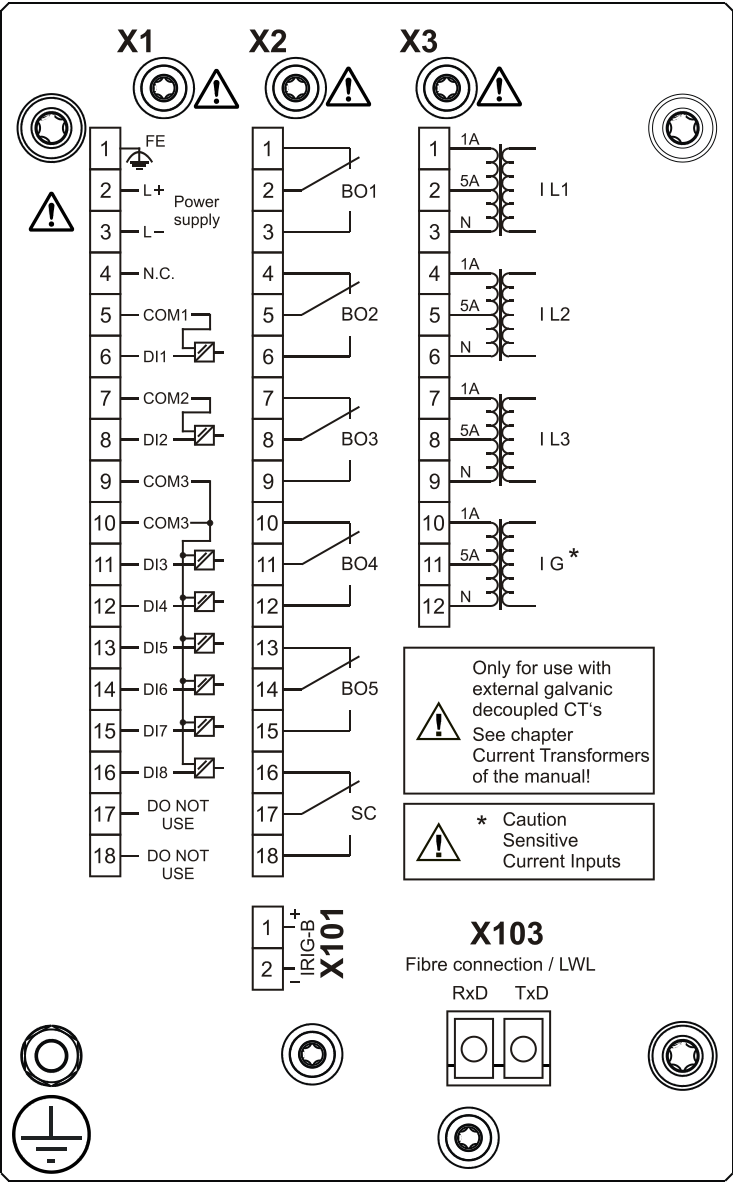 X1 X2 X3
1 FE
2 L+
3 L−
Power
supply
4 N.C.
5 COM1
6 DI1
7 COM2
8 DI2
9 COM3
10 COM3
11 DI3
12 DI4
13 DI5
14 DI6
15 DI7
16 DI8
17 DO NOT
USE
18 DO NOT
USE
1
2 BO1
3
4
5 BO2
6
7
8 BO3
9
10
11 BO4
12
13
14 BO5
15
16
17 SC
18
1 1A
2 5A I L1
3 N
4 1A
5 5A I L2
6 N
7 1A
8 5A I L3
9 N
10 1A
11 5A I G*
12 N
Only for use with
external galvanic
decoupled CT‘s
See chapter
Current Transformers
of the manual!
* Caution
Sensitive
Current Inputs
1 +
2 −
IRIG-B
X101
X103
Fibre connection / LWL
RxD TxD